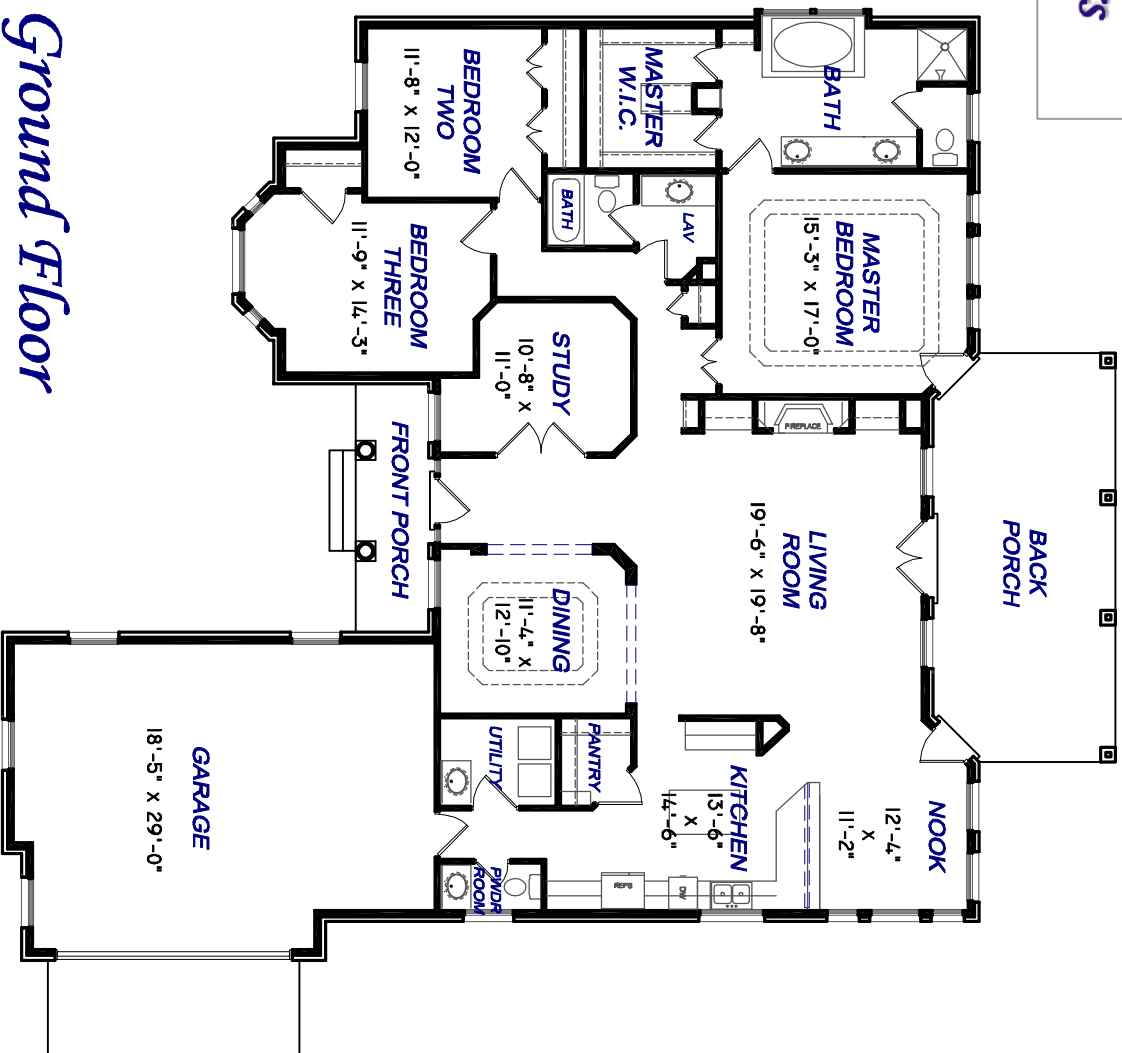 BACK
PORCH
MASTER
BEDROOM
15'-3" X 17'-0"
BATH
MASTER
W.I.C.
LAV
BATH
BEDROOM
TWO
11'-8" X 12'-0"
BEDROOM
THREE
11'-9" X 14'-3"
STUDY
10'-8" X
11'-0"
FIREPLACE
LIVING
ROOM
19'-6" X 19'-8"
NOOK
12'-4"
X
11'-2"
KITCHEN
13'-6"
X
14'-6"
DW
REFG
DINING
11'-4" X
12'-10"
PANTRY
UTILITY
PWDR
ROOM
FRONT PORCH
GARAGE
18'-5" X 29'-0"
Ground Floor